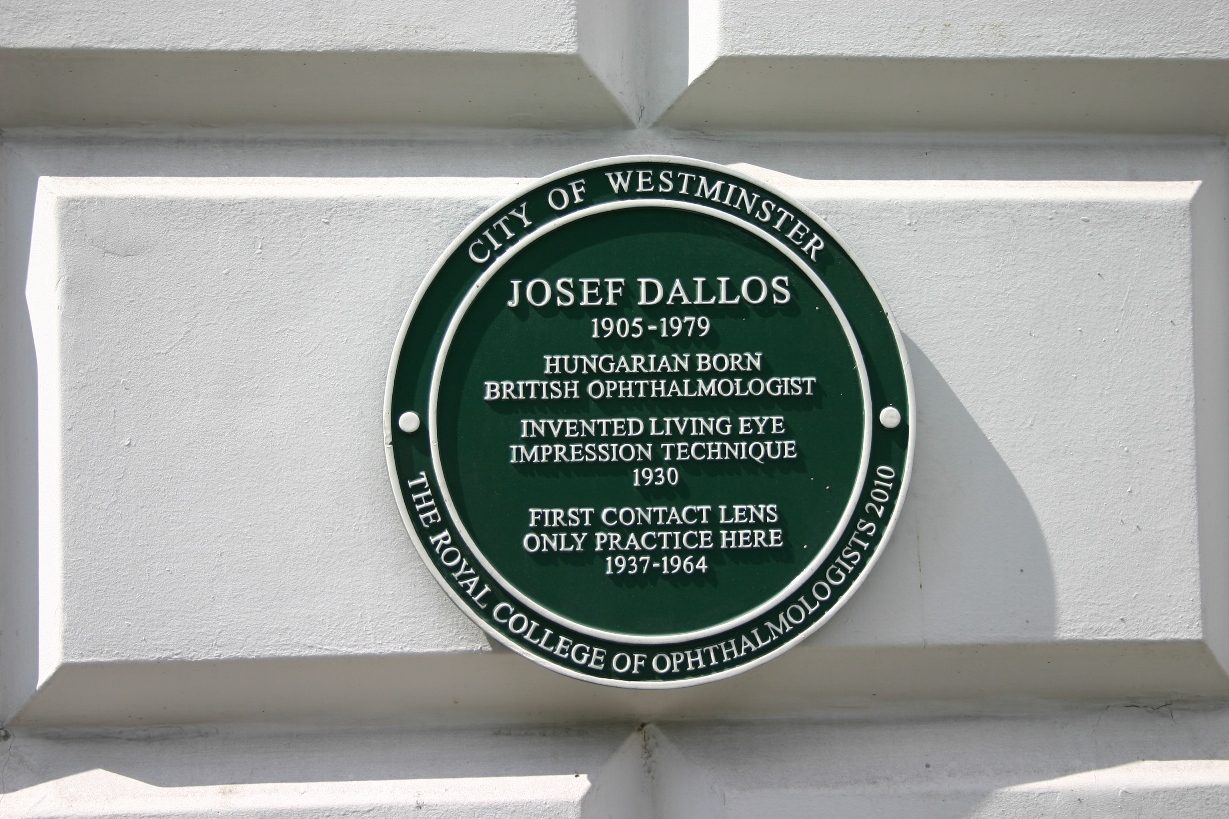 CITY OF WESTMINSTER
JOSEF DALLOS
1905-1979
HUNGARIAN BORN
BRITISH OPHTHALMOLOGIST
INVENTED LIVING EYE
IMPRESSION TECHNIQUE
1930
FIRST CONTACT LENS
ONLY PRACTICE HERE
1937-1964
THE ROYAL COLLEGE OF OPHTHALMOLOGISTS 2010